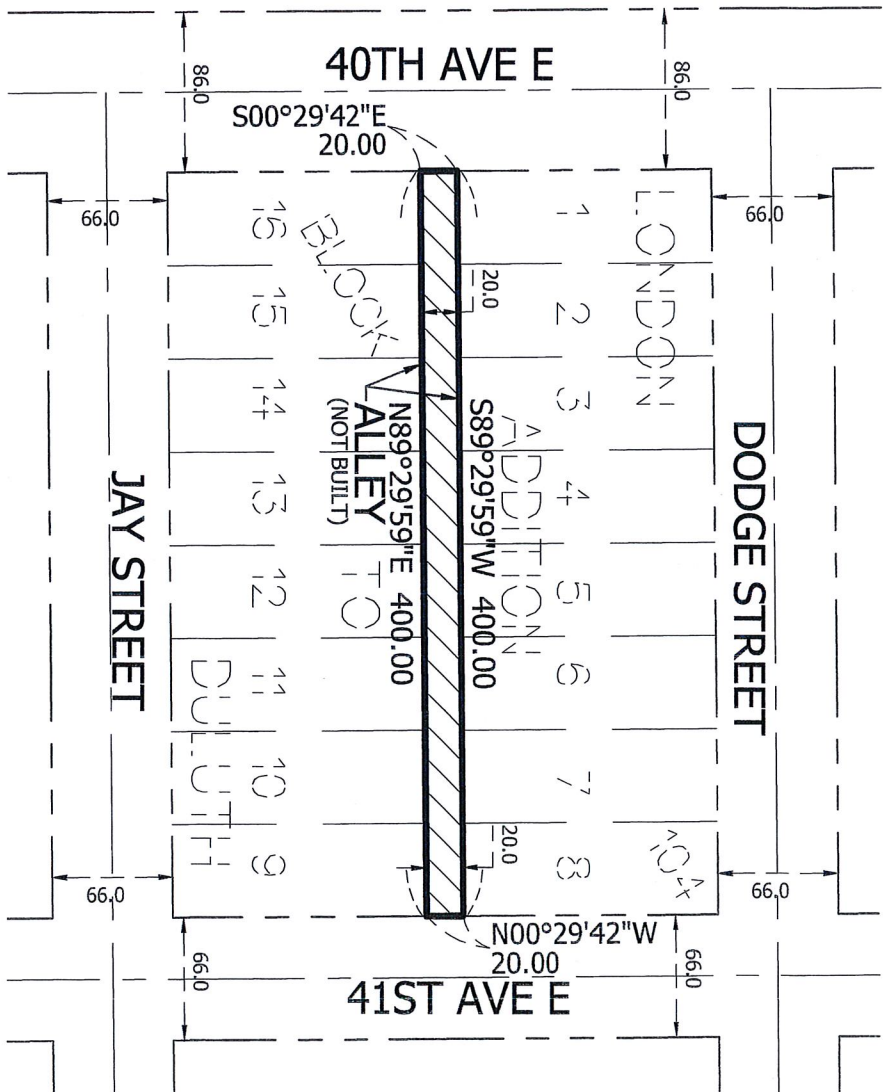 86.0
86.0
40TH AVE E
S00°29'42"E
20.00
66.0
66.0
LONDON
1
16
BLOCK
20.0
2
15
3
14
ADDITION
S89°29'59"W 400.00
N89°29'59"E 400.00
ALLEY
(NOT BUILT)
4
13
DODGE STREET
JAY STREET
5
12
TO
6
11
DULUTH
7
10
20.0
8
9
104
66.0
66.0
N00°29'42"W
20.00
66.0
66.0
41ST AVE E